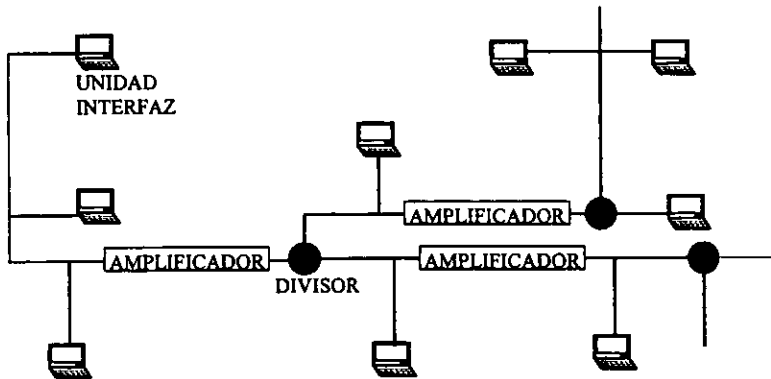 UNIDAD
INTERFAZ
AMPLIFICADOR
AMPLIFICADOR
AMPLIFICADOR
DIVISOR